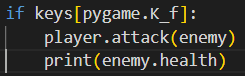 if keys[pygame.K_f]:
    player.attack(enemy)
    print(enemy.health)